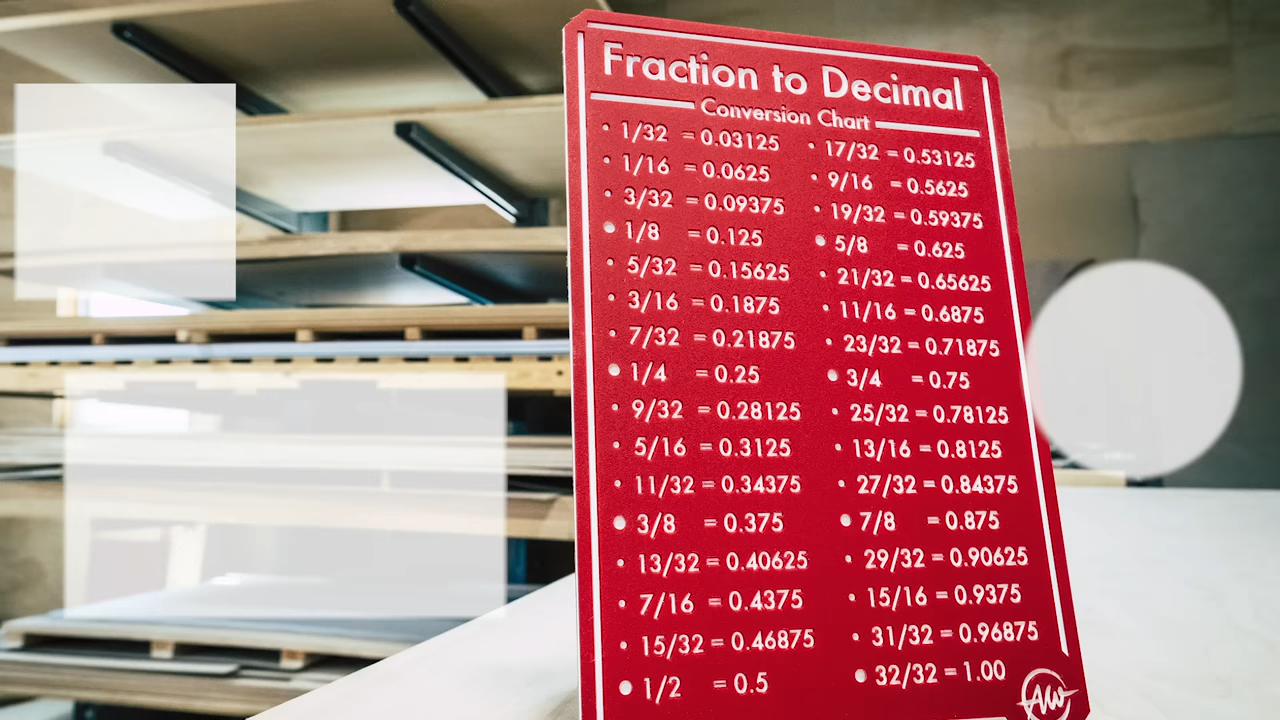 Fraction to Decimal
Conversion Chart
• 1/32 = 0.03125
• 1/16 = 0.0625
• 3/32 = 0.09375
• 1/8 = 0.125
• 5/32 = 0.15625
• 3/16 = 0.1875
• 7/32 = 0.21875
• 1/4 = 0.25
• 9/32 = 0.28125
• 5/16 = 0.3125
• 11/32 = 0.34375
• 3/8 = 0.375
• 13/32 = 0.40625
• 7/16 = 0.4375
• 15/32 = 0.46875
• 1/2 = 0.5
• 17/32 = 0.53125
• 9/16 = 0.5625
• 19/32 = 0.59375
• 5/8 = 0.625
• 21/32 = 0.65625
• 11/16 = 0.6875
• 23/32 = 0.71875
• 3/4 = 0.75
• 25/32 = 0.78125
• 13/16 = 0.8125
• 27/32 = 0.84375
• 7/8 = 0.875
• 29/32 = 0.90625
• 15/16 = 0.9375
• 31/32 = 0.96875
• 32/32 = 1.00
AW